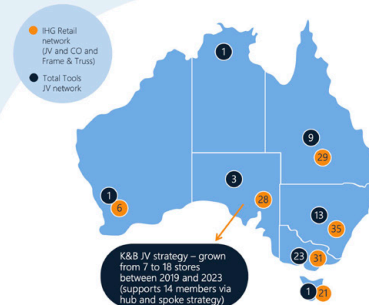 IHG Retail
network
(JV and CO and
Frame & Truss)
Total Tools
JV network
1
9
29
3
28
1
6
13
35
23
31
1
21
K&B JV strategy – grown
from 7 to 18 stores
between 2019 and 2023
(supports 14 members via
hub and spoke strategy)